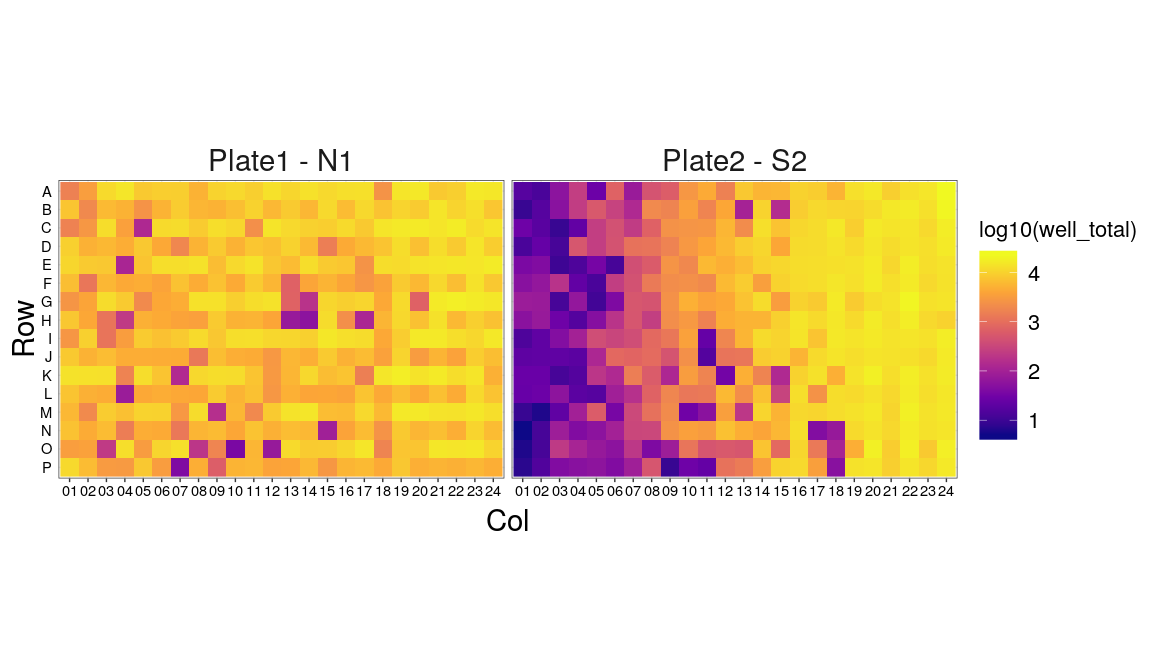 Plate1 - N1
Plate2 - S2
Row
A
B
C
D
E
F
G
H
I
J
K
L
M
N
O
P
01 02 03 04 05 06 07 08 09 10 11 12 13 14 15 16 17 18 19 20 21 22 23 24
01 02 03 04 05 06 07 08 09 10 11 12 13 14 15 16 17 18 19 20 21 22 23 24
Col
log10(well_total)
4
3
2
1